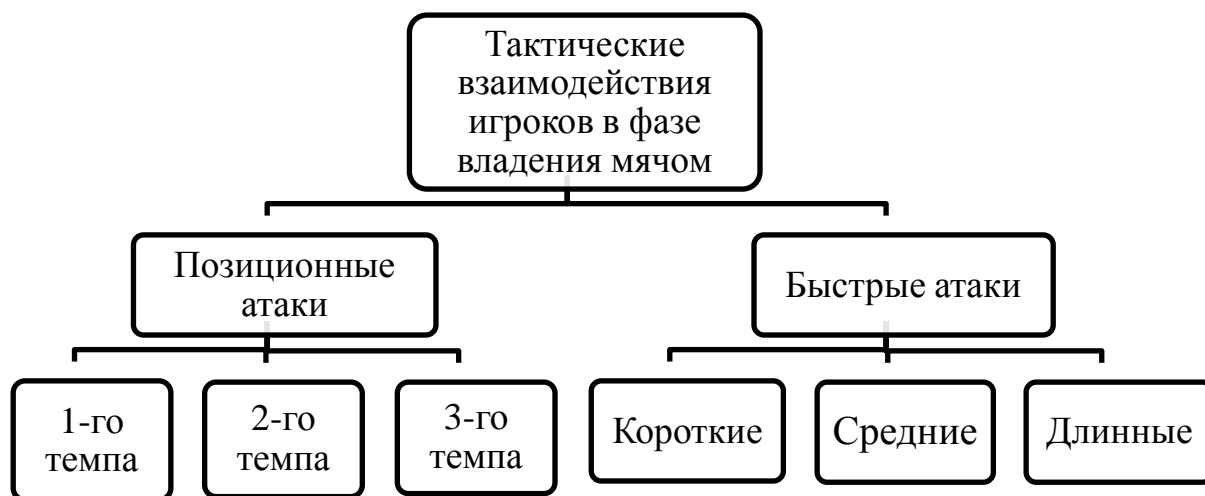 Тактические
взаимодействия
игроков в фазе
владения мячом
Позиционные
атаки
Быстрые атаки
1-го
темпа
2-го
темпа
3-го
темпа
Короткие
Средние
Длинные